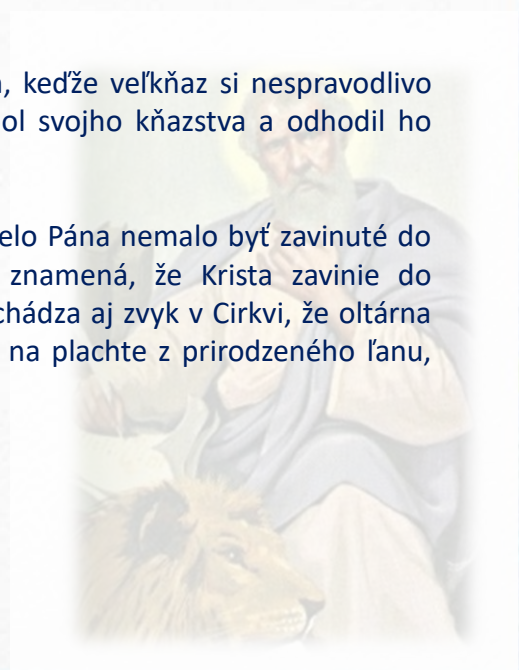 , keďže veľkňaz si nespravodlivo
ol svojho kňazstva a odhodil ho
elo Pána nemalo byť zavinuté do
znamená, že Krista zavinie do
chádza aj zvyk v Cirkvi, že oltárna
na plachte z prirodzeného ľanu,